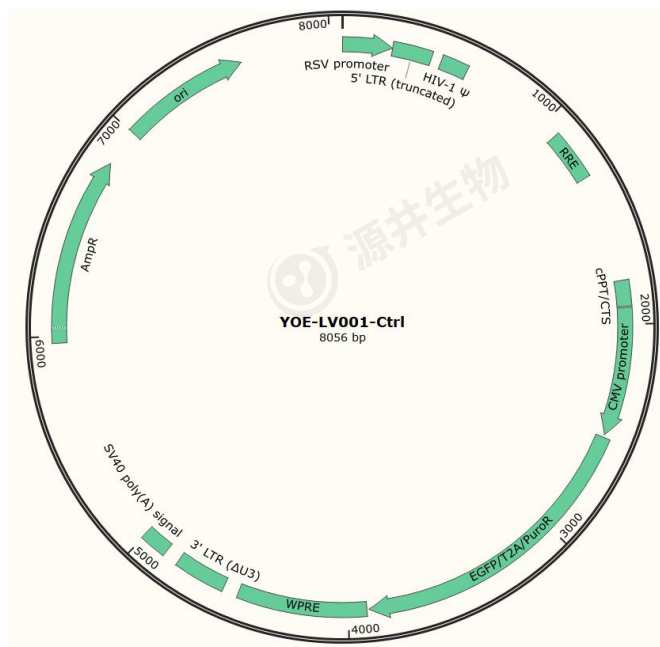 8000
RSV promoter
5' LTR (truncated)
HIV-1 ψ
1000
RRE
cPPT/CTS
2000
CMV promoter
3000
EGFP/T2A/PuroR
4000
WPRE
3' LTR (ΔU3)
5000
SV40 poly(A) signal
6000
AmpR
7000
ori
源井生物
YOE-LV001-Ctrl
8056 bp